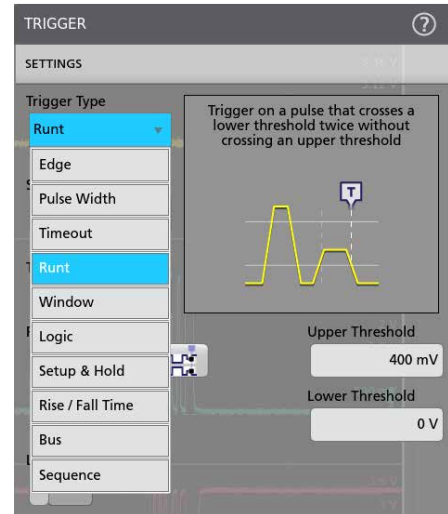 TRIGGER
?
SETTINGS
Trigger Type
Runt
Trigger on a pulse that crosses a
lower threshold twice without
crossing an upper threshold
T
Edge
Pulse Width
Timeout
Runt
Window
Logic
Setup & Hold
Rise / Fall Time
Bus
Sequence
Upper Threshold
400 mV
Lower Threshold
0 V